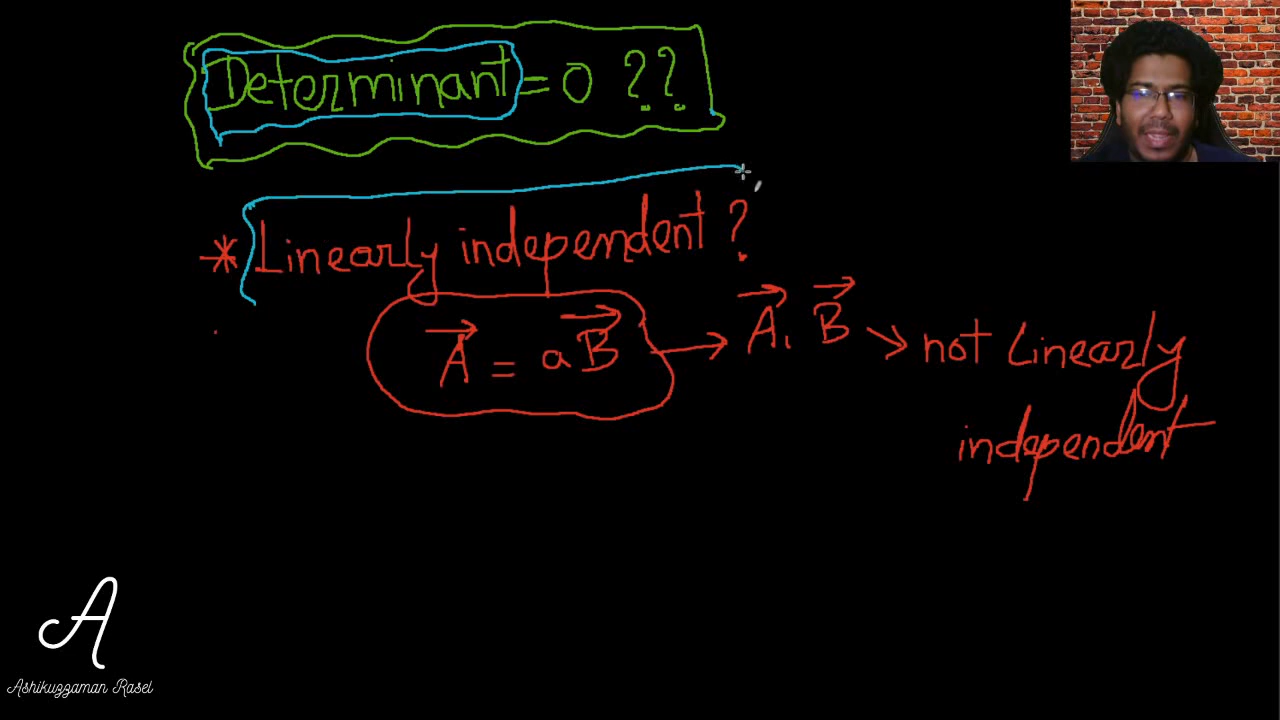 Determinant = 0 ??
* Linearly independent ?
A⃗ = aB⃗ → A⃗, B⃗ → not Linearly
independent
A
Ashikuzzaman Rasel